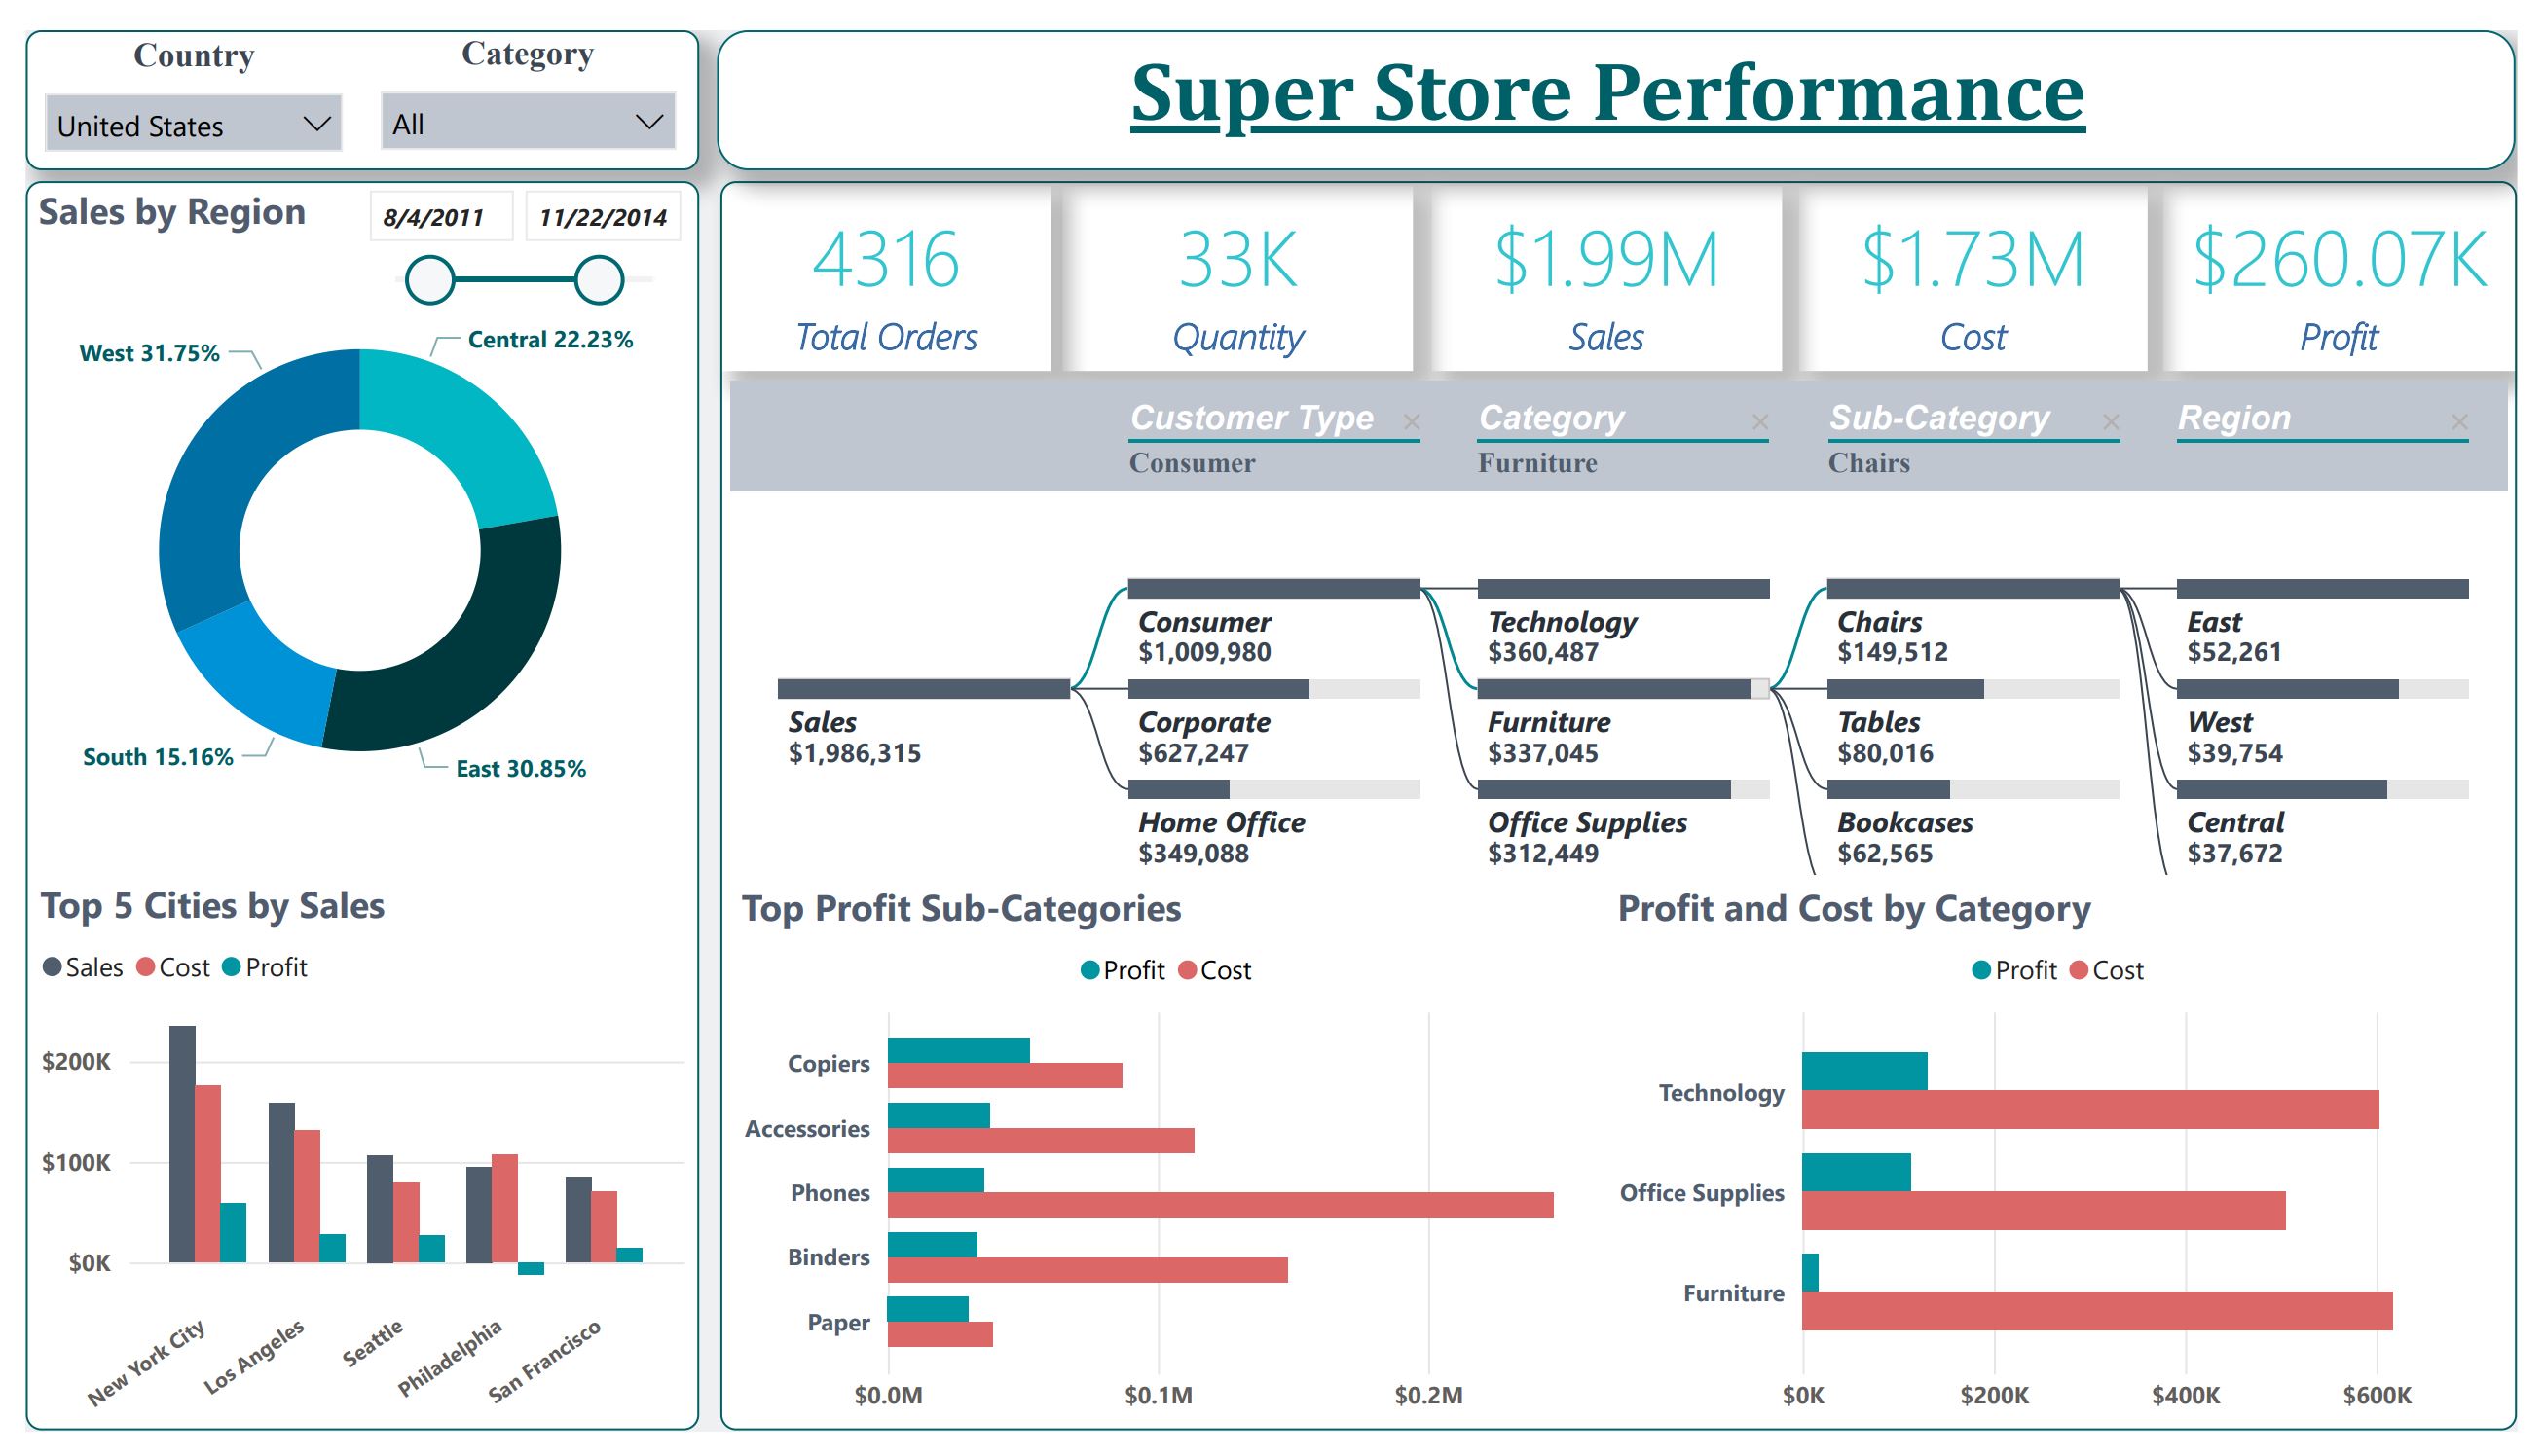 Country
Category
United States
All
Super Store Performance
Sales by Region
8/4/2011
11/22/2014
West 31.75%
Central 22.23%
South 15.16%
East 30.85%
4316
Total Orders
33K
Quantity
$1.99M
Sales
$1.73M
Cost
$260.07K
Profit
Customer Type
Consumer
Category
Furniture
Sub-Category
Chairs
Region
Sales
$1,986,315
Consumer
$1,009,980
Corporate
$627,247
Home Office
$349,088
Technology
$360,487
Furniture
$337,045
Office Supplies
$312,449
Chairs
$149,512
Tables
$80,016
Bookcases
$62,565
East
$52,261
West
$39,754
Central
$37,672
Top 5 Cities by Sales
Sales Cost Profit
$200K
$100K
$0K
New York City
Los Angeles
Seattle
Philadelphia
San Francisco
Top Profit Sub-Categories
Profit Cost
Copiers
Accessories
Phones
Binders
Paper
$0.0M $0.1M $0.2M
Profit and Cost by Category
Profit Cost
Technology
Office Supplies
Furniture
$0K $200K $400K $600K